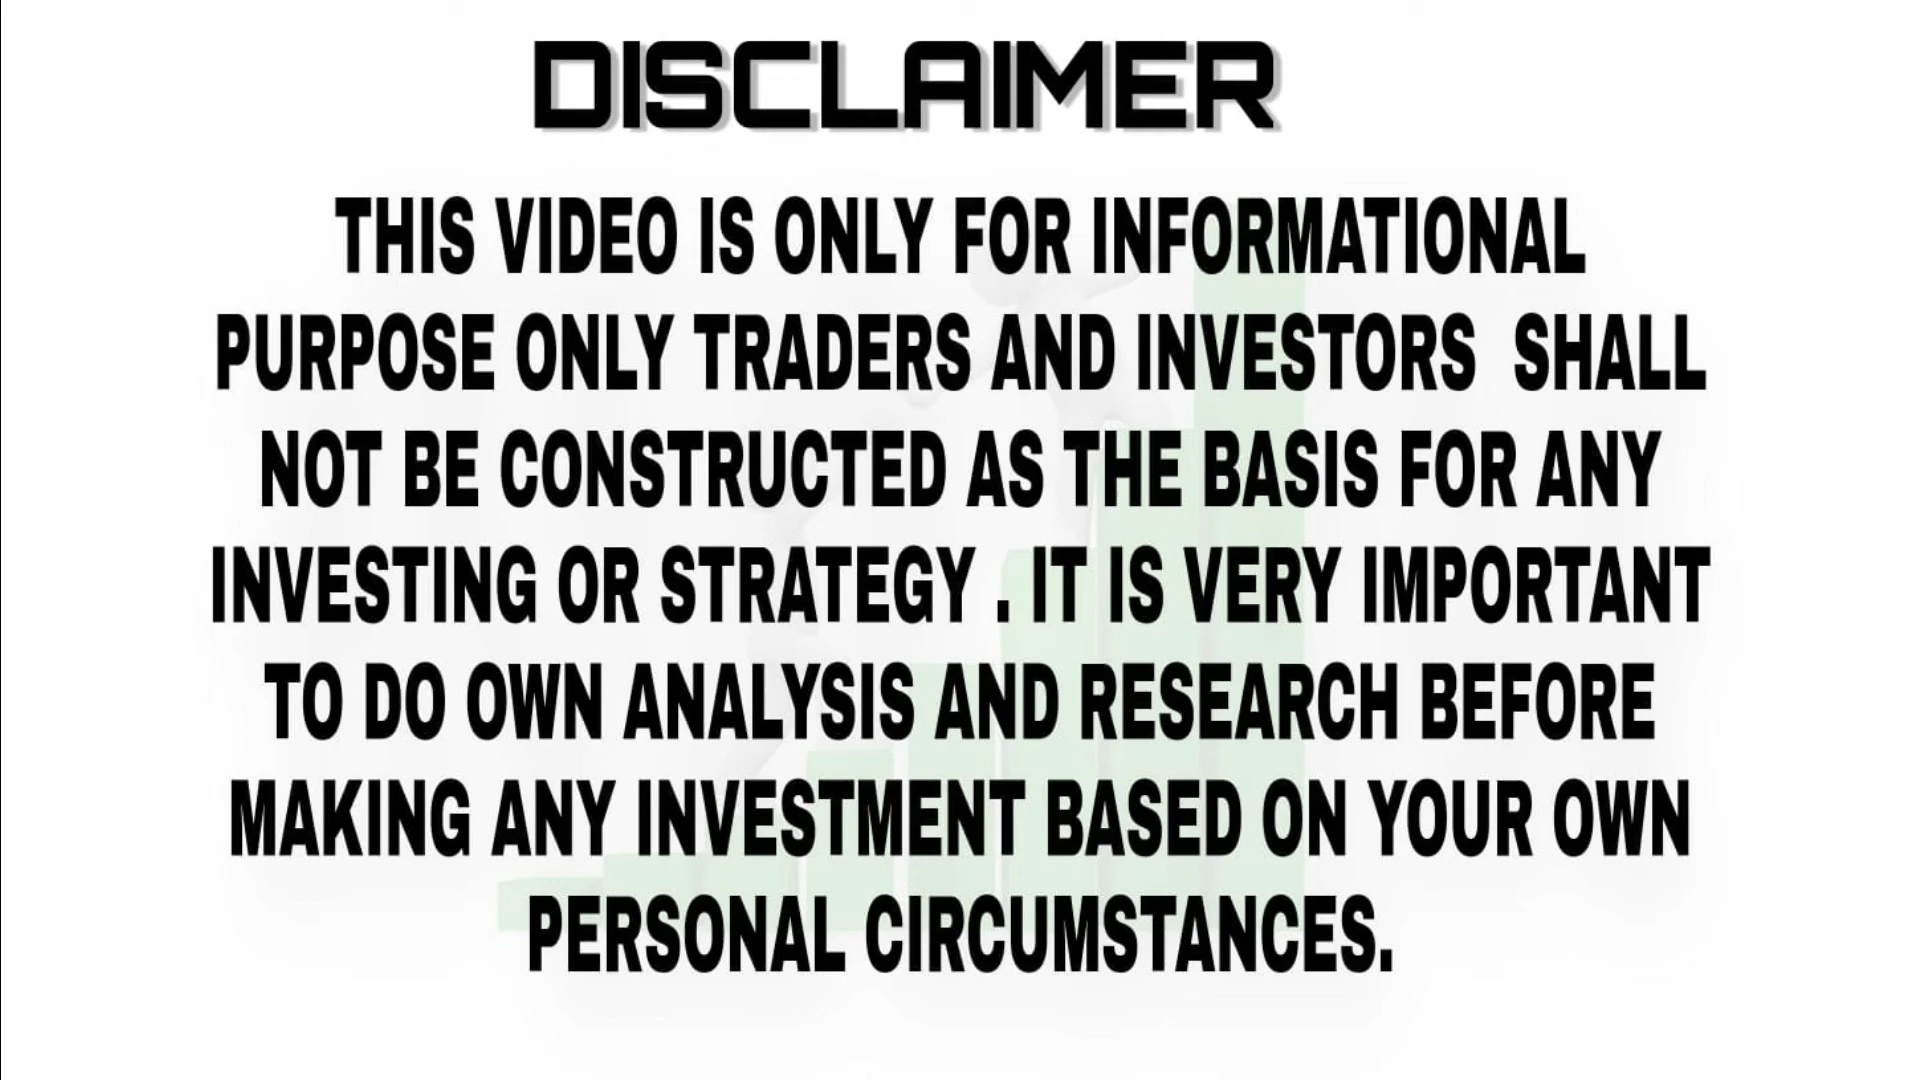 DISCLAIMER
THIS VIDEO IS ONLY FOR INFORMATIONAL
PURPOSE ONLY TRADERS AND INVESTORS  SHALL
NOT BE CONSTRUCTED AS THE BASIS FOR ANY
INVESTING OR STRATEGY . IT IS VERY IMPORTANT
TO DO OWN ANALYSIS AND RESEARCH BEFORE
MAKING ANY INVESTMENT BASED ON YOUR OWN
PERSONAL CIRCUMSTANCES.